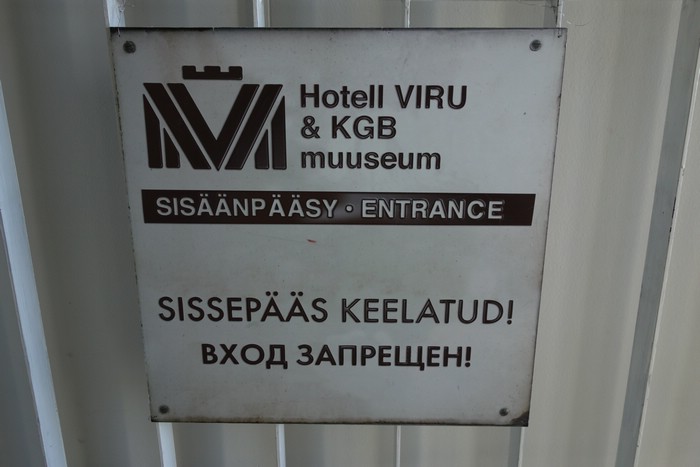 Hotell VIRU
& KGB
muuseum
SISÄÄNPÄÄSY • ENTRANCE
SISSEPÄÄS KEELATUD!
ВХОД ЗАПРЕЩЕН!